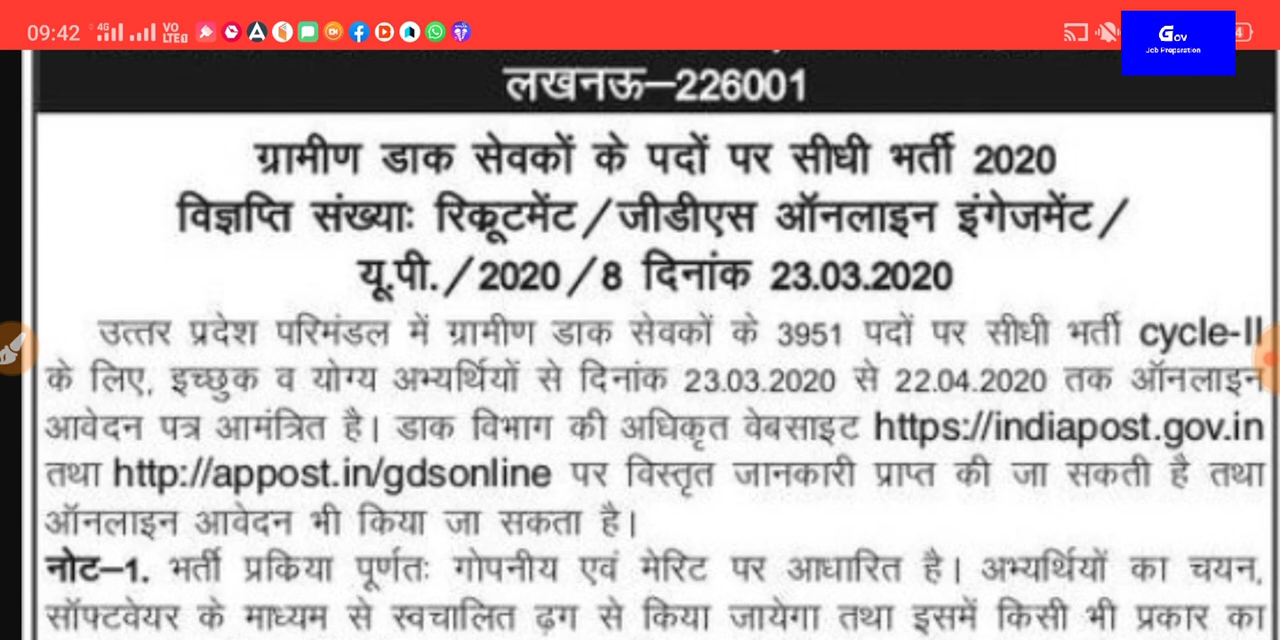 09:42 4G VO LTE
Gov
Job Preparation
लखनऊ–226001
ग्रामीण डाक सेवकों के पदों पर सीधी भर्ती 2020
विज्ञप्ति संख्याः रिक्रूटमेंट/जीडीएस ऑनलाइन इंगेजमेंट/
यू.पी./2020/8 दिनांक 23.03.2020
उत्तर प्रदेश परिमंडल में ग्रामीण डाक सेवकों के 3951 पदों पर सीधी भर्ती cycle-II
के लिए, इच्छुक व योग्य अभ्यर्थियों से दिनांक 23.03.2020 से 22.04.2020 तक ऑनलाइन
आवेदन पत्र आमंत्रित है। डाक विभाग की अधिकृत वेबसाइट https://indiapost.gov.in
तथा http://appost.in/gdsonline पर विस्तृत जानकारी प्राप्त की जा सकती है तथा
ऑनलाइन आवेदन भी किया जा सकता है।
नोट–1. भर्ती प्रकिया पूर्णतः गोपनीय एवं मेरिट पर आधारित है। अभ्यर्थियों का चयन,
सॉफ्टवेयर के माध्यम से स्वचालित ढ़ग से किया जायेगा तथा इसमें किसी भी प्रकार का